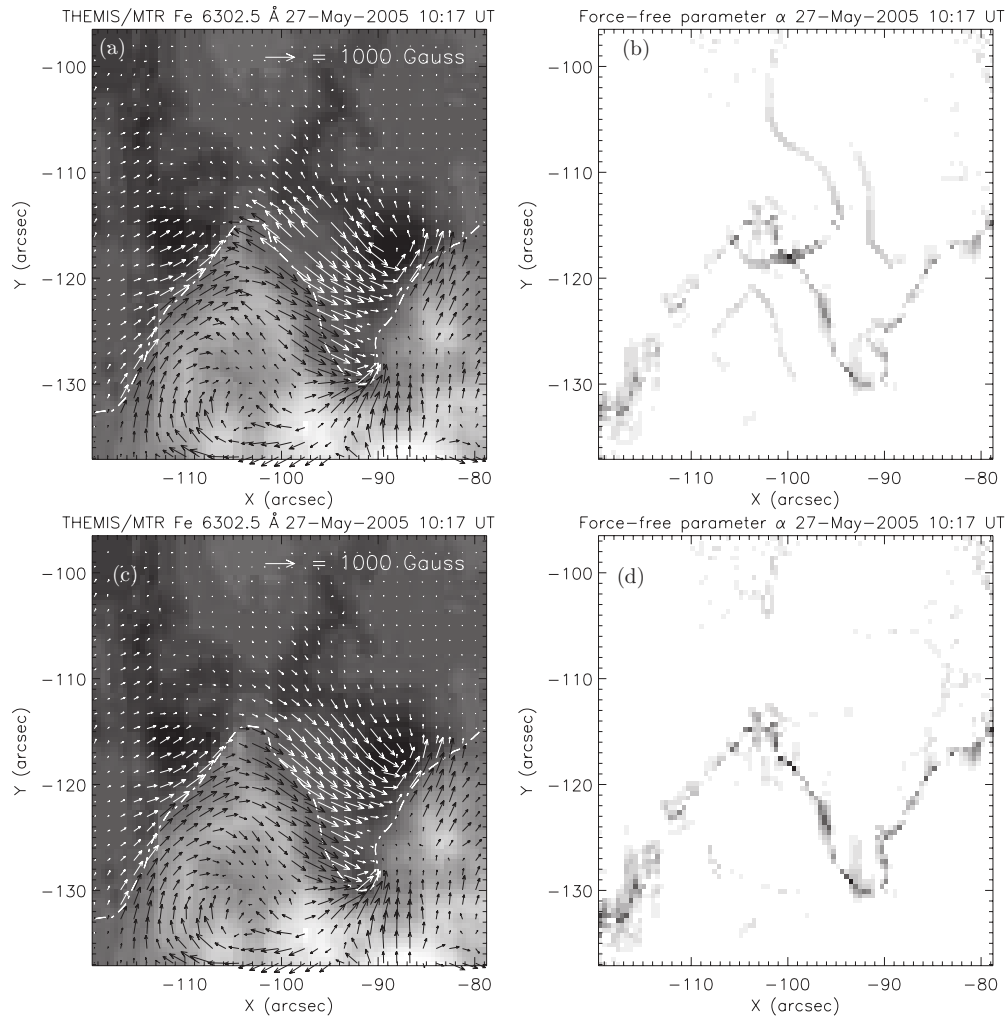 THEMIS/MTR Fe 6302.5 Å 27-May-2005 10:17 UT
(a)
= 1000 Gauss
-100
-110
-120
-130
Y (arcsec)
-110 -100 -90 -80
X (arcsec)
Force-free parameter α 27-May-2005 10:17 UT
(b)
-100
-110
-120
-130
Y (arcsec)
-110 -100 -90 -80
X (arcsec)
THEMIS/MTR Fe 6302.5 Å 27-May-2005 10:17 UT
(c)
= 1000 Gauss
-100
-110
-120
-130
Y (arcsec)
-110 -100 -90 -80
X (arcsec)
Force-free parameter α 27-May-2005 10:17 UT
(d)
-100
-110
-120
-130
Y (arcsec)
-110 -100 -90 -80
X (arcsec)